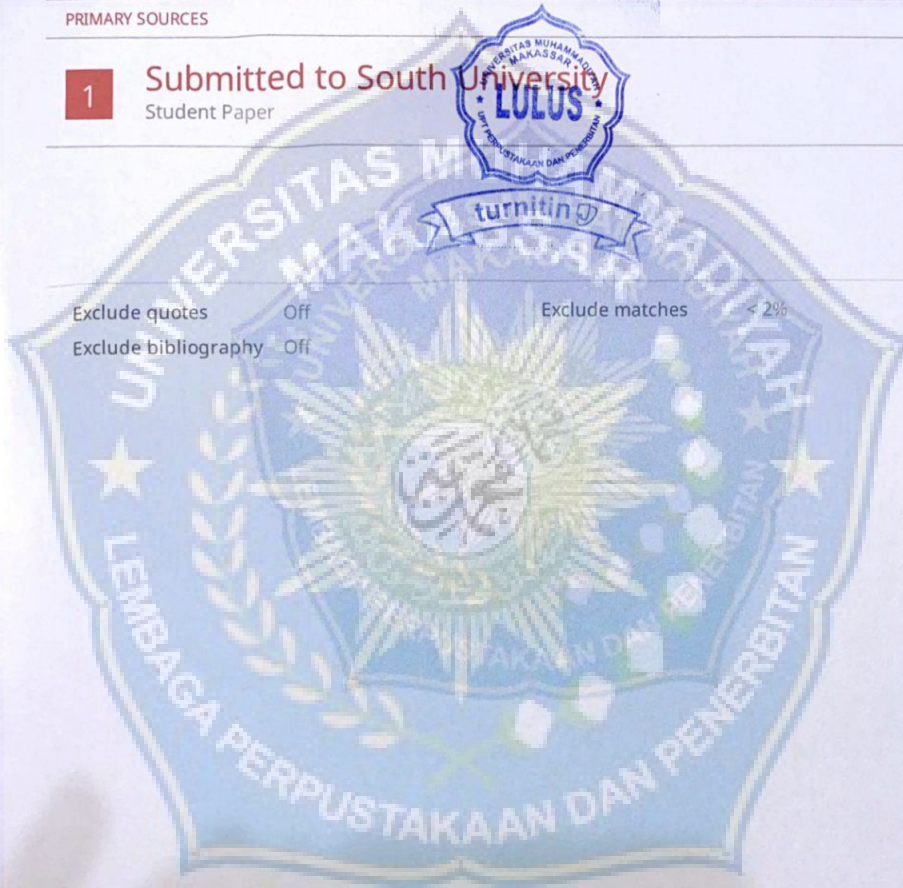 PRIMARY SOURCES
1
Submitted to South University
Student Paper
UNIVERSITAS MUHAMMADIYAH
MAKASSAR
LULUS
UPT PERPUSTAKAAN DAN PENERBITAN
turnitin
Exclude quotes Off
Exclude matches < 2%
Exclude bibliography Off
UNIVERSITAS MUHAMMADIYAH
MAKASSAR
LEMBAGA PERPUSTAKAAN DAN PENERBITAN